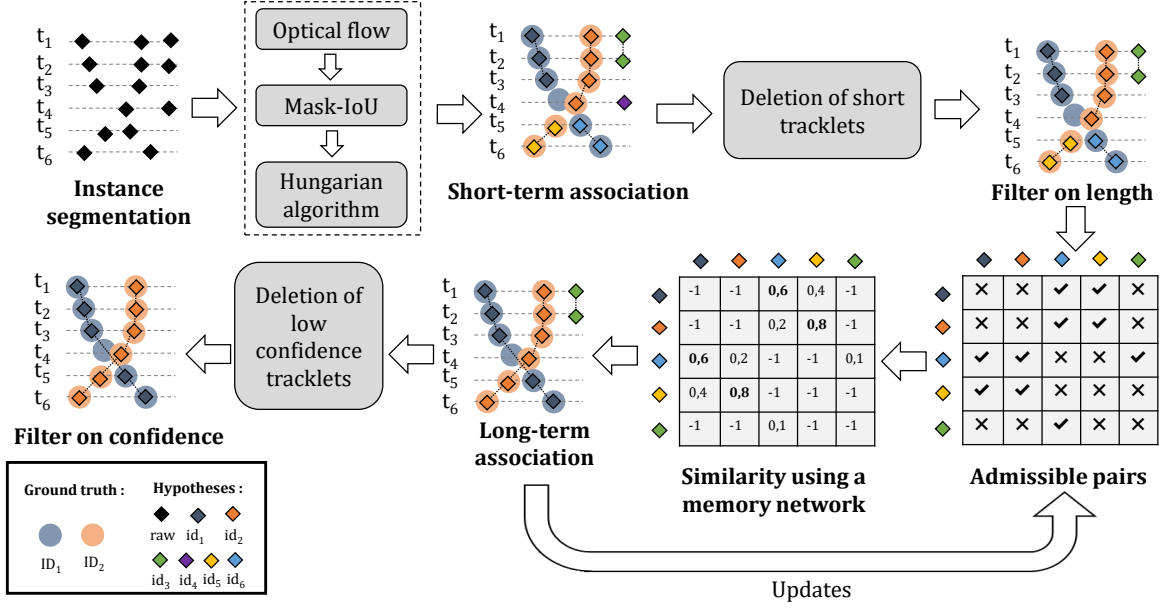 t1
t2
t3
t4
t5
t6
Instance
segmentation
Optical flow
Mask-IoU
Hungarian
algorithm
t1
t2
t3
t4
t5
t6
Short-term association
Deletion of short
tracklets
t1
t2
t3
t4
t5
t6
Filter on length
✕ ✕ ✓ ✓ ✕
✕ ✕ ✓ ✓ ✕
✓ ✓ ✕ ✕ ✓
✓ ✓ ✕ ✕ ✕
✕ ✕ ✓ ✕ ✕
Admissible pairs
-1 -1 0,6 0,4 -1
-1 -1 0,2 0,8 -1
0,6 0,2 -1 -1 0,1
0,4 0,8 -1 -1 -1
-1 -1 0,1 -1 -1
Similarity using a
memory network
t1
t2
t3
t4
t5
t6
Long-term
association
Deletion of
low
confidence
tracklets
t1
t2
t3
t4
t5
t6
Filter on confidence
Ground truth :
ID1
ID2
Hypotheses :
raw id1 id2
id3 id4 id5 id6
Updates